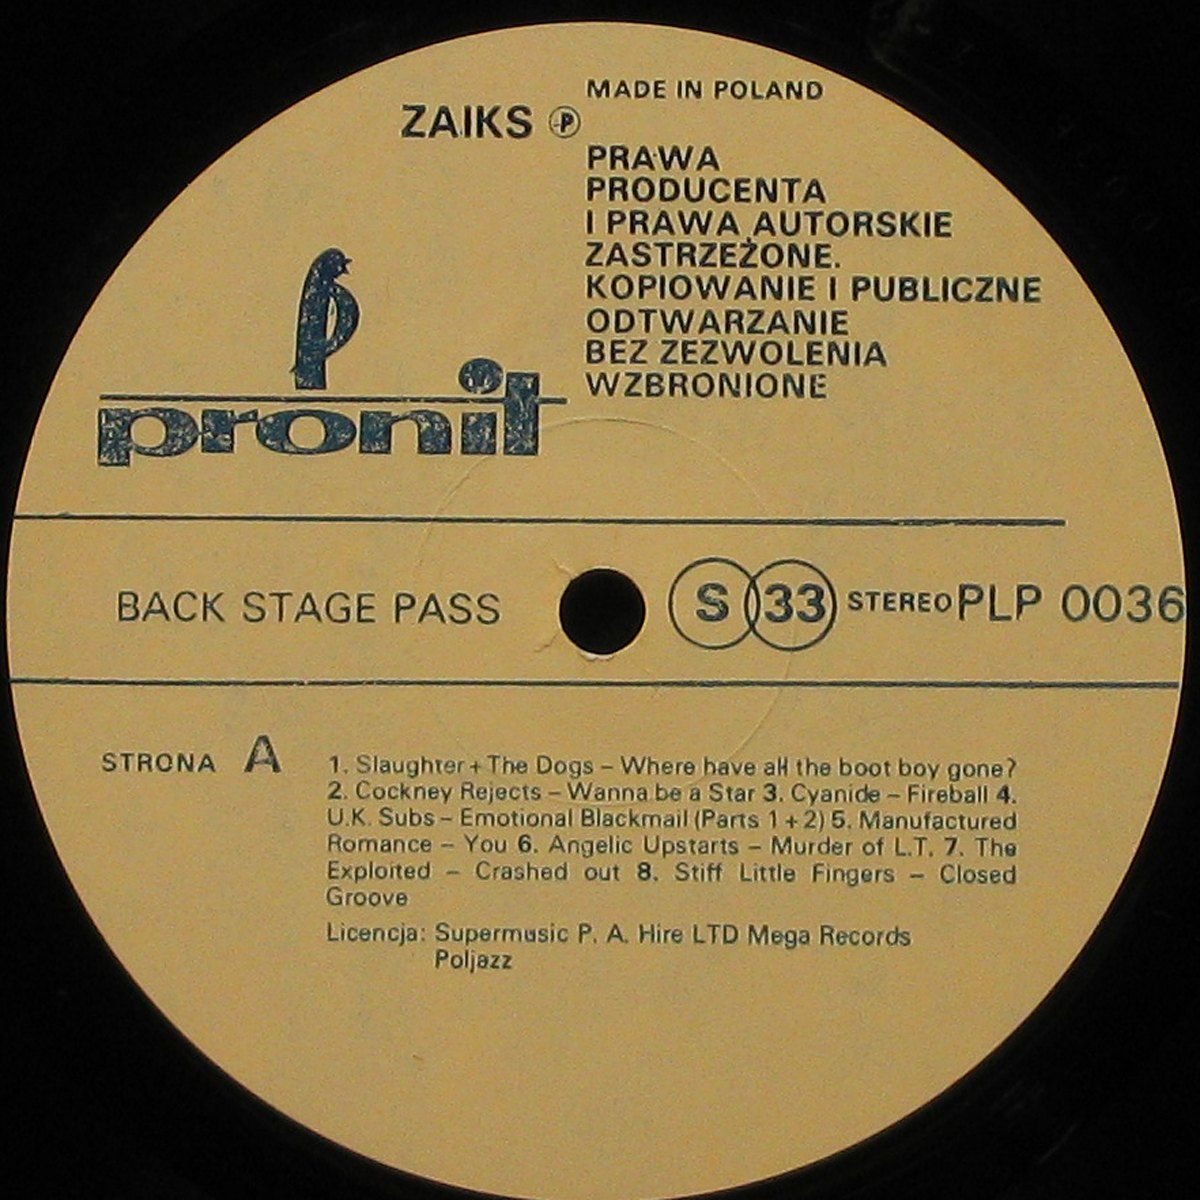 MADE IN POLAND
ZAIKS Ⓟ
PRAWA
PRODUCENTA
I PRAWA AUTORSKIE
ZASTRZEŻONE.
KOPIOWANIE I PUBLICZNE
ODTWARZANIE
BEZ ZEZWOLENIA
WZBRONIONE
p
pronit
BACK STAGE PASS
S 33 STEREO PLP 0036
STRONA A
1. Slaughter + The Dogs – Where have all the boot boy gone?
2. Cockney Rejects – Wanna be a Star 3. Cyanide – Fireball 4.
U.K. Subs – Emotional Blackmail (Parts 1 + 2) 5. Manufactured
Romance – You 6. Angelic Upstarts – Murder of L.T. 7. The
Exploited – Crashed out 8. Stiff Little Fingers – Closed
Groove
Licencja: Supermusic P. A. Hire LTD Mega Records
Poljazz